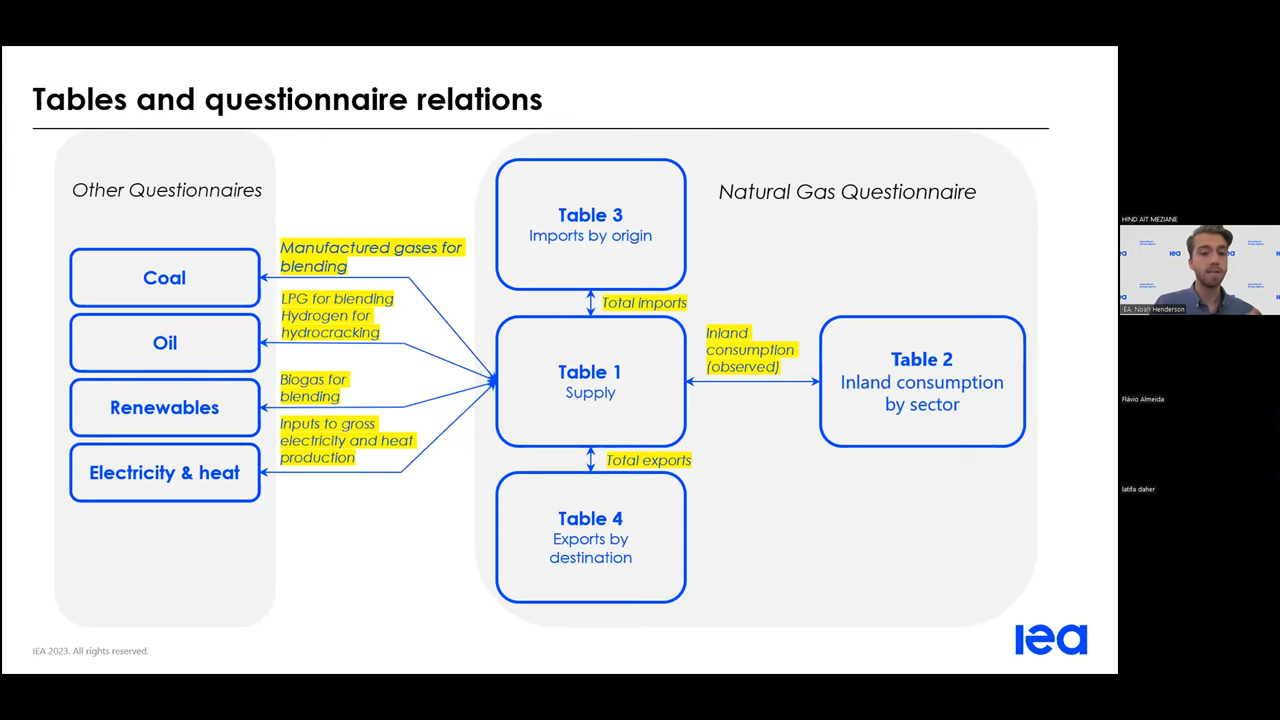 Tables and questionnaire relations
Other Questionnaires
Coal
Oil
Renewables
Electricity & heat
Manufactured gases for
blending
LPG for blending
Hydrogen for
hydrocracking
Biogas for
blending
Inputs to gross
electricity and heat
production
Natural Gas Questionnaire
Table 3
Imports by origin
Total imports
Table 1
Supply
Total exports
Table 4
Exports by
destination
Inland
consumption
(observed)
Table 2
Inland consumption
by sector
IEA 2023. All rights reserved.
iea
HIND AIT MEZIANE
iea
IEA, Noah Henderson
Flávio Almeida
latifa daher